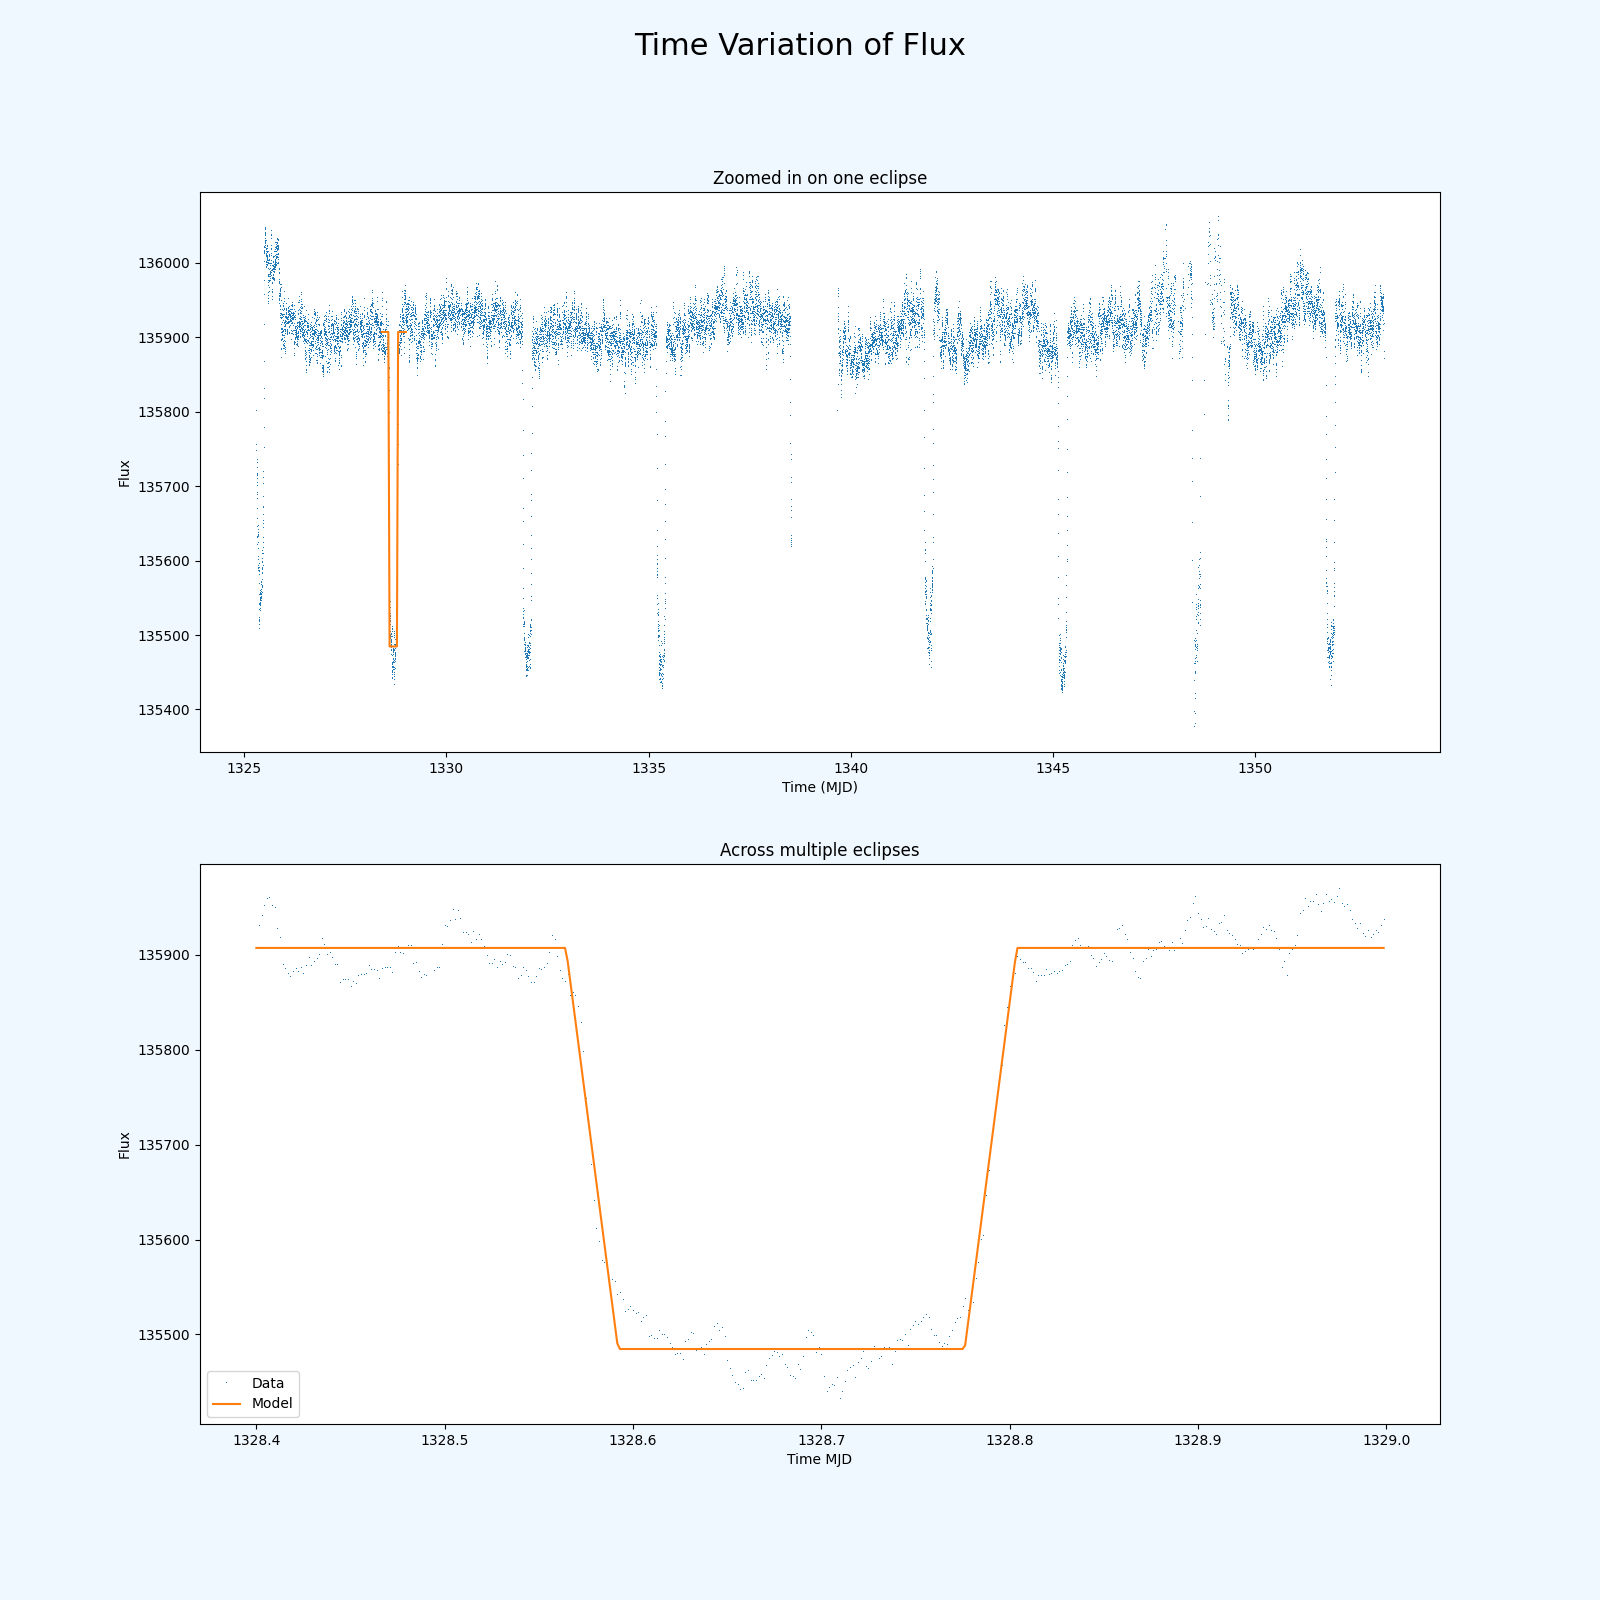 Time Variation of Flux
Zoomed in on one eclipse
136000
135900
135800
135700
135600
135500
135400
Flux
1325 1330 1335 1340 1345 1350
Time (MJD)
Across multiple eclipses
135900
135800
135700
135600
135500
Flux
Data
Model
1328.4 1328.5 1328.6 1328.7 1328.8 1328.9 1329.0
Time MJD